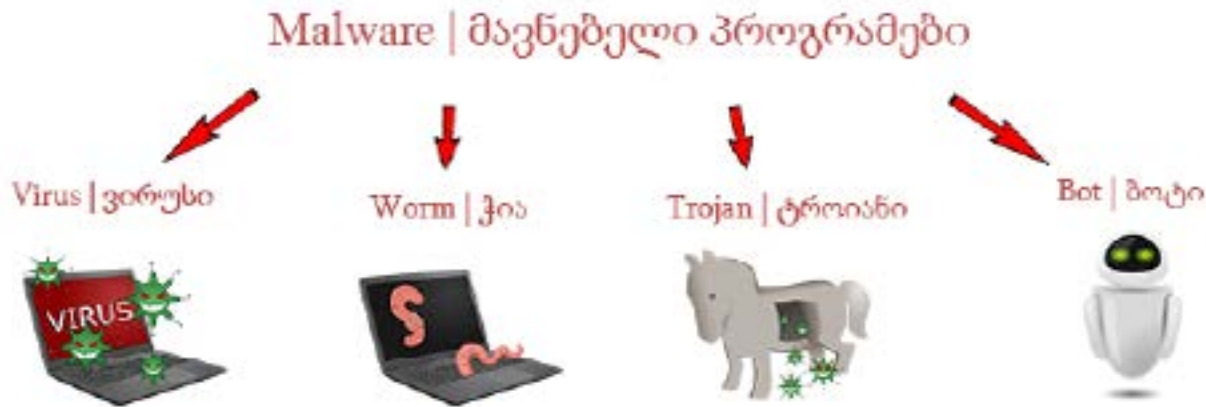 Malware | მავნებელი პროგრამები
Virus | ვირუსი
Worm | ჭია
Trojan | ტროიანი
Bot | ბოტი
VIRUS